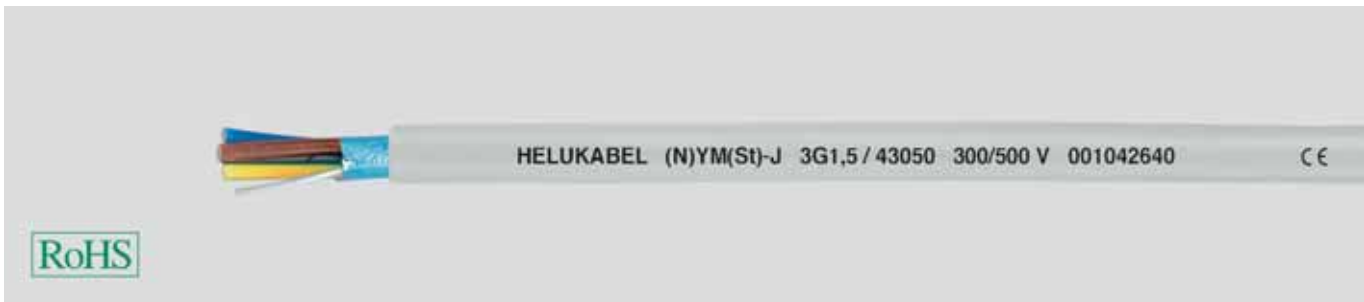 HELUKABEL (N)YM(St)-J 3G1,5 / 43050 300/500 V 001042640 CE
RoHS